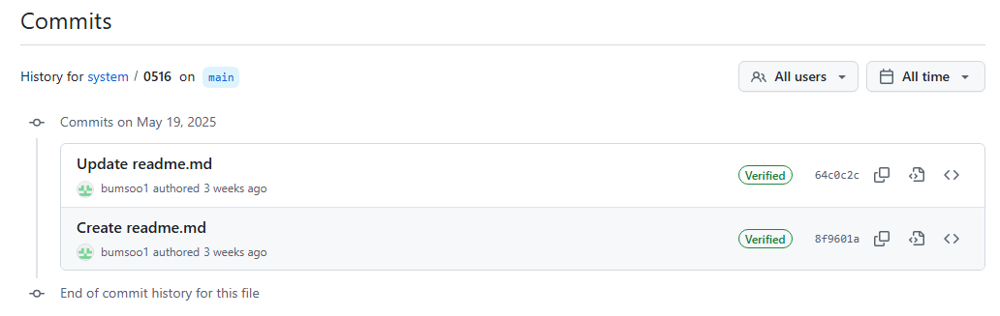 Commits
History for system / 0516 on main
All users
All time
Commits on May 19, 2025
Update readme.md
bumsoo1 authored 3 weeks ago
Verified
64c0c2c
Create readme.md
bumsoo1 authored 3 weeks ago
Verified
8f9601a
End of commit history for this file